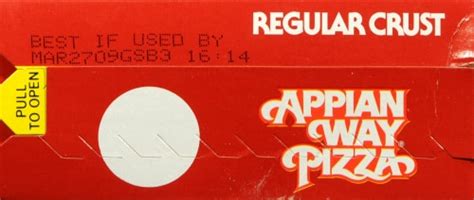 REGULAR CRUST
BEST IF USED BY
MAR2709GSB3 16:14
PULL
TO OPEN
APPIAN
WAY
PIZZA